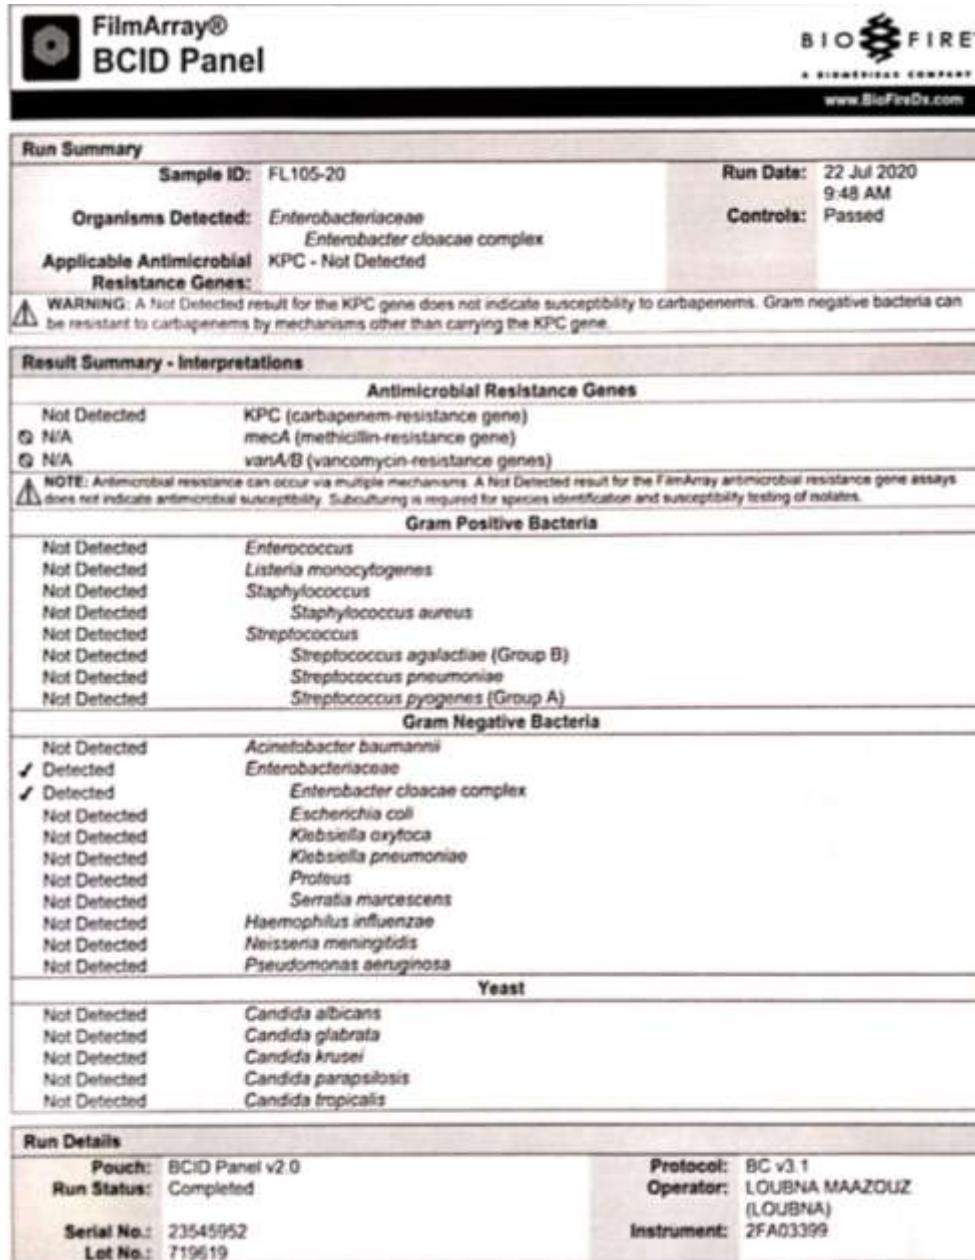 FilmArray®
BCID Panel
BIO FIRE
A BIOMÉRIEUX COMPANY
www.BioFireDx.com
Run Summary
Sample ID: FL105-20
Run Date: 22 Jul 2020
9:48 AM
Organisms Detected: Enterobacteriaceae
Controls: Passed
Enterobacter cloacae complex
Applicable Antimicrobial KPC - Not Detected
Resistance Genes:
WARNING: A Not Detected result for the KPC gene does not indicate susceptibility to carbapenems. Gram negative bacteria can
be resistant to carbapenems by mechanisms other than carrying the KPC gene.
Result Summary - Interpretations
Antimicrobial Resistance Genes
Not Detected KPC (carbapenem-resistance gene)
N/A mecA (methicillin-resistance gene)
N/A vanA/B (vancomycin-resistance genes)
NOTE: Antimicrobial resistance can occur via multiple mechanisms. A Not Detected result for the FilmArray antimicrobial resistance gene assays
does not indicate antimicrobial susceptibility. Subculturing is required for species identification and susceptibility testing of isolates.
Gram Positive Bacteria
Not Detected Enterococcus
Not Detected Listeria monocytogenes
Not Detected Staphylococcus
Not Detected Staphylococcus aureus
Not Detected Streptococcus
Not Detected Streptococcus agalactiae (Group B)
Not Detected Streptococcus pneumoniae
Not Detected Streptococcus pyogenes (Group A)
Gram Negative Bacteria
Not Detected Acinetobacter baumannii
✓ Detected Enterobacteriaceae
✓ Detected Enterobacter cloacae complex
Not Detected Escherichia coli
Not Detected Klebsiella oxytoca
Not Detected Klebsiella pneumoniae
Not Detected Proteus
Not Detected Serratia marcescens
Not Detected Haemophilus influenzae
Not Detected Neisseria meningitidis
Not Detected Pseudomonas aeruginosa
Yeast
Not Detected Candida albicans
Not Detected Candida glabrata
Not Detected Candida krusei
Not Detected Candida parapsilosis
Not Detected Candida tropicalis
Run Details
Pouch: BCID Panel v2.0
Protocol: BC v3.1
Run Status: Completed
Operator: LOUBNA MAAZOUZ
(LOUBNA)
Serial No.: 23545952
Instrument: 2FA03399
Lot No.: 719619